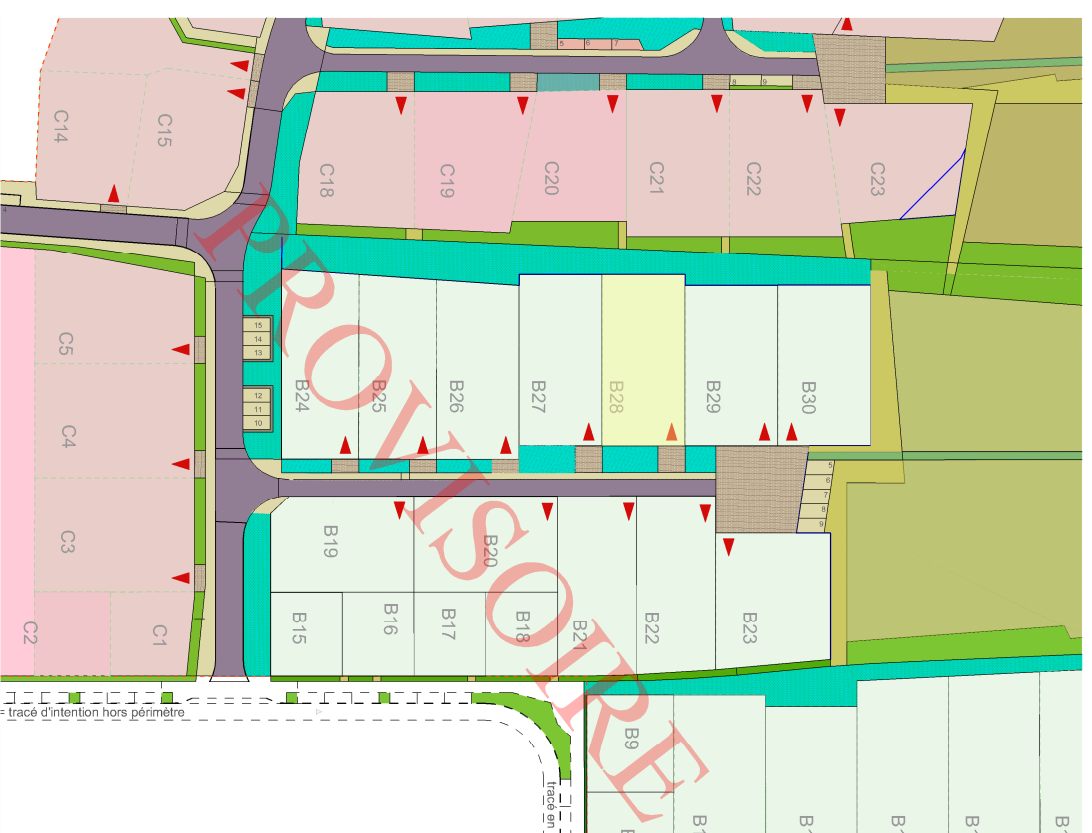 5 6 7
8 9
C14
C15
C18
C19
C20
C21
C22
C23
C5
15
14
13
12
11
10
B24
B25
B26
B27
B28
B29
B30
C4
5
6
7
8
9
C3
B19
B20
C2
C1
B15
B16
B17
B18
B21
B22
B23
PROVISOIRE
= tracé d'intention hors périmètre
B9
tracé en